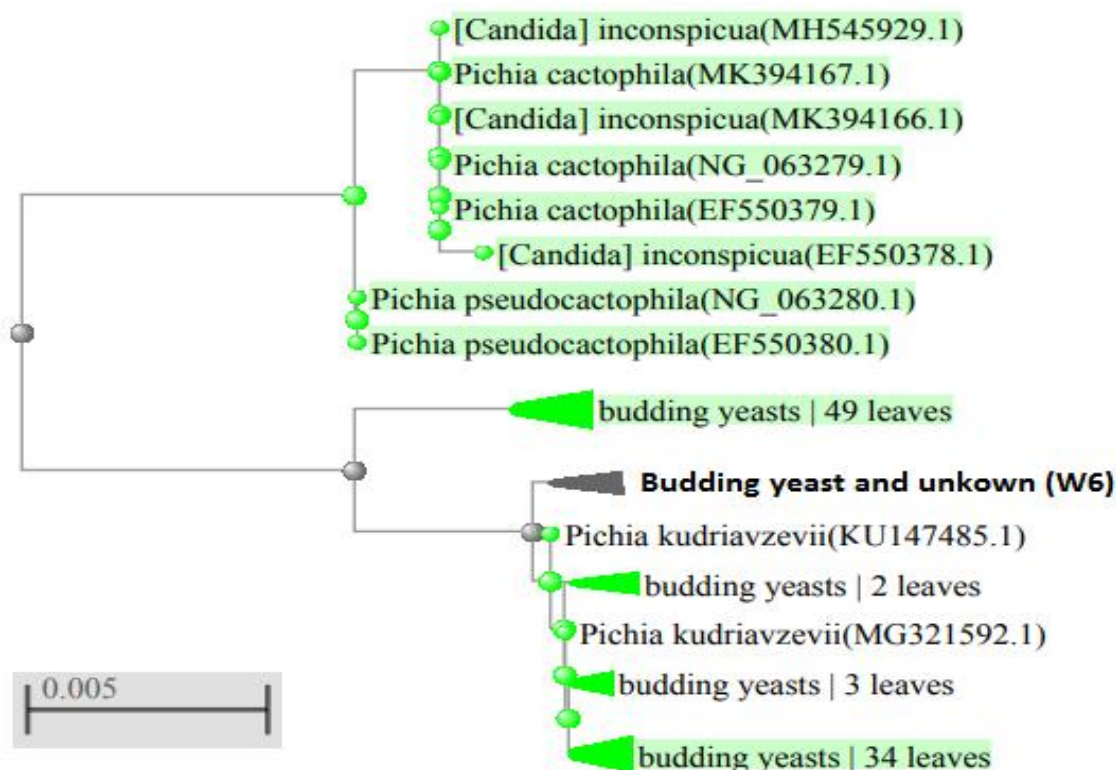 [Candida] inconspicua(MH545929.1)
Pichia cactophila(MK394167.1)
[Candida] inconspicua(MK394166.1)
Pichia cactophila(NG_063279.1)
Pichia cactophila(EF550379.1)
[Candida] inconspicua(EF550378.1)
Pichia pseudocactophila(NG_063280.1)
Pichia pseudocactophila(EF550380.1)
budding yeasts | 49 leaves
Budding yeast and unkown (W6)
Pichia kudriavzevii(KU147485.1)
budding yeasts | 2 leaves
Pichia kudriavzevii(MG321592.1)
budding yeasts | 3 leaves
budding yeasts | 34 leaves
0.005